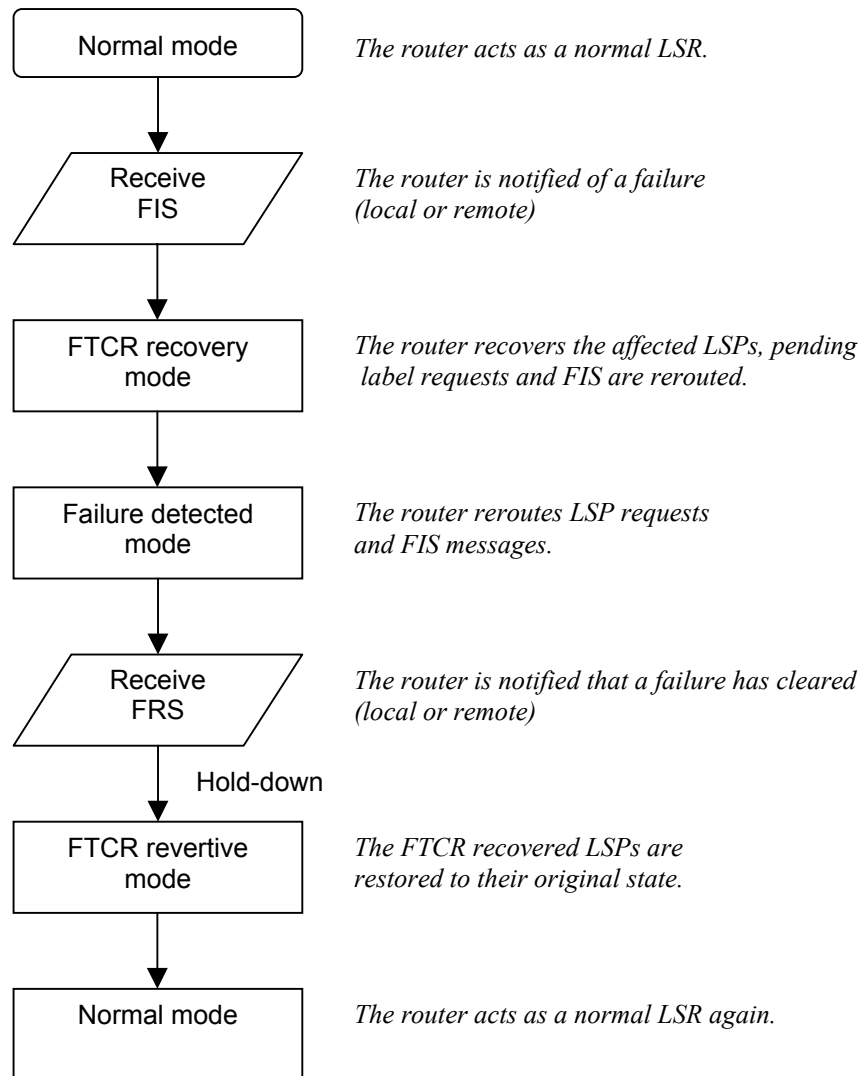 Normal mode
The router acts as a normal LSR.
Receive
FIS
The router is notified of a failure
(local or remote)
FTCR recovery
mode
The router recovers the affected LSPs, pending
label requests and FIS are rerouted.
Failure detected
mode
The router reroutes LSP requests
and FIS messages.
Receive
FRS
The router is notified that a failure has cleared
(local or remote)
Hold-down
FTCR revertive
mode
The FTCR recovered LSPs are
restored to their original state.
Normal mode
The router acts as a normal LSR again.